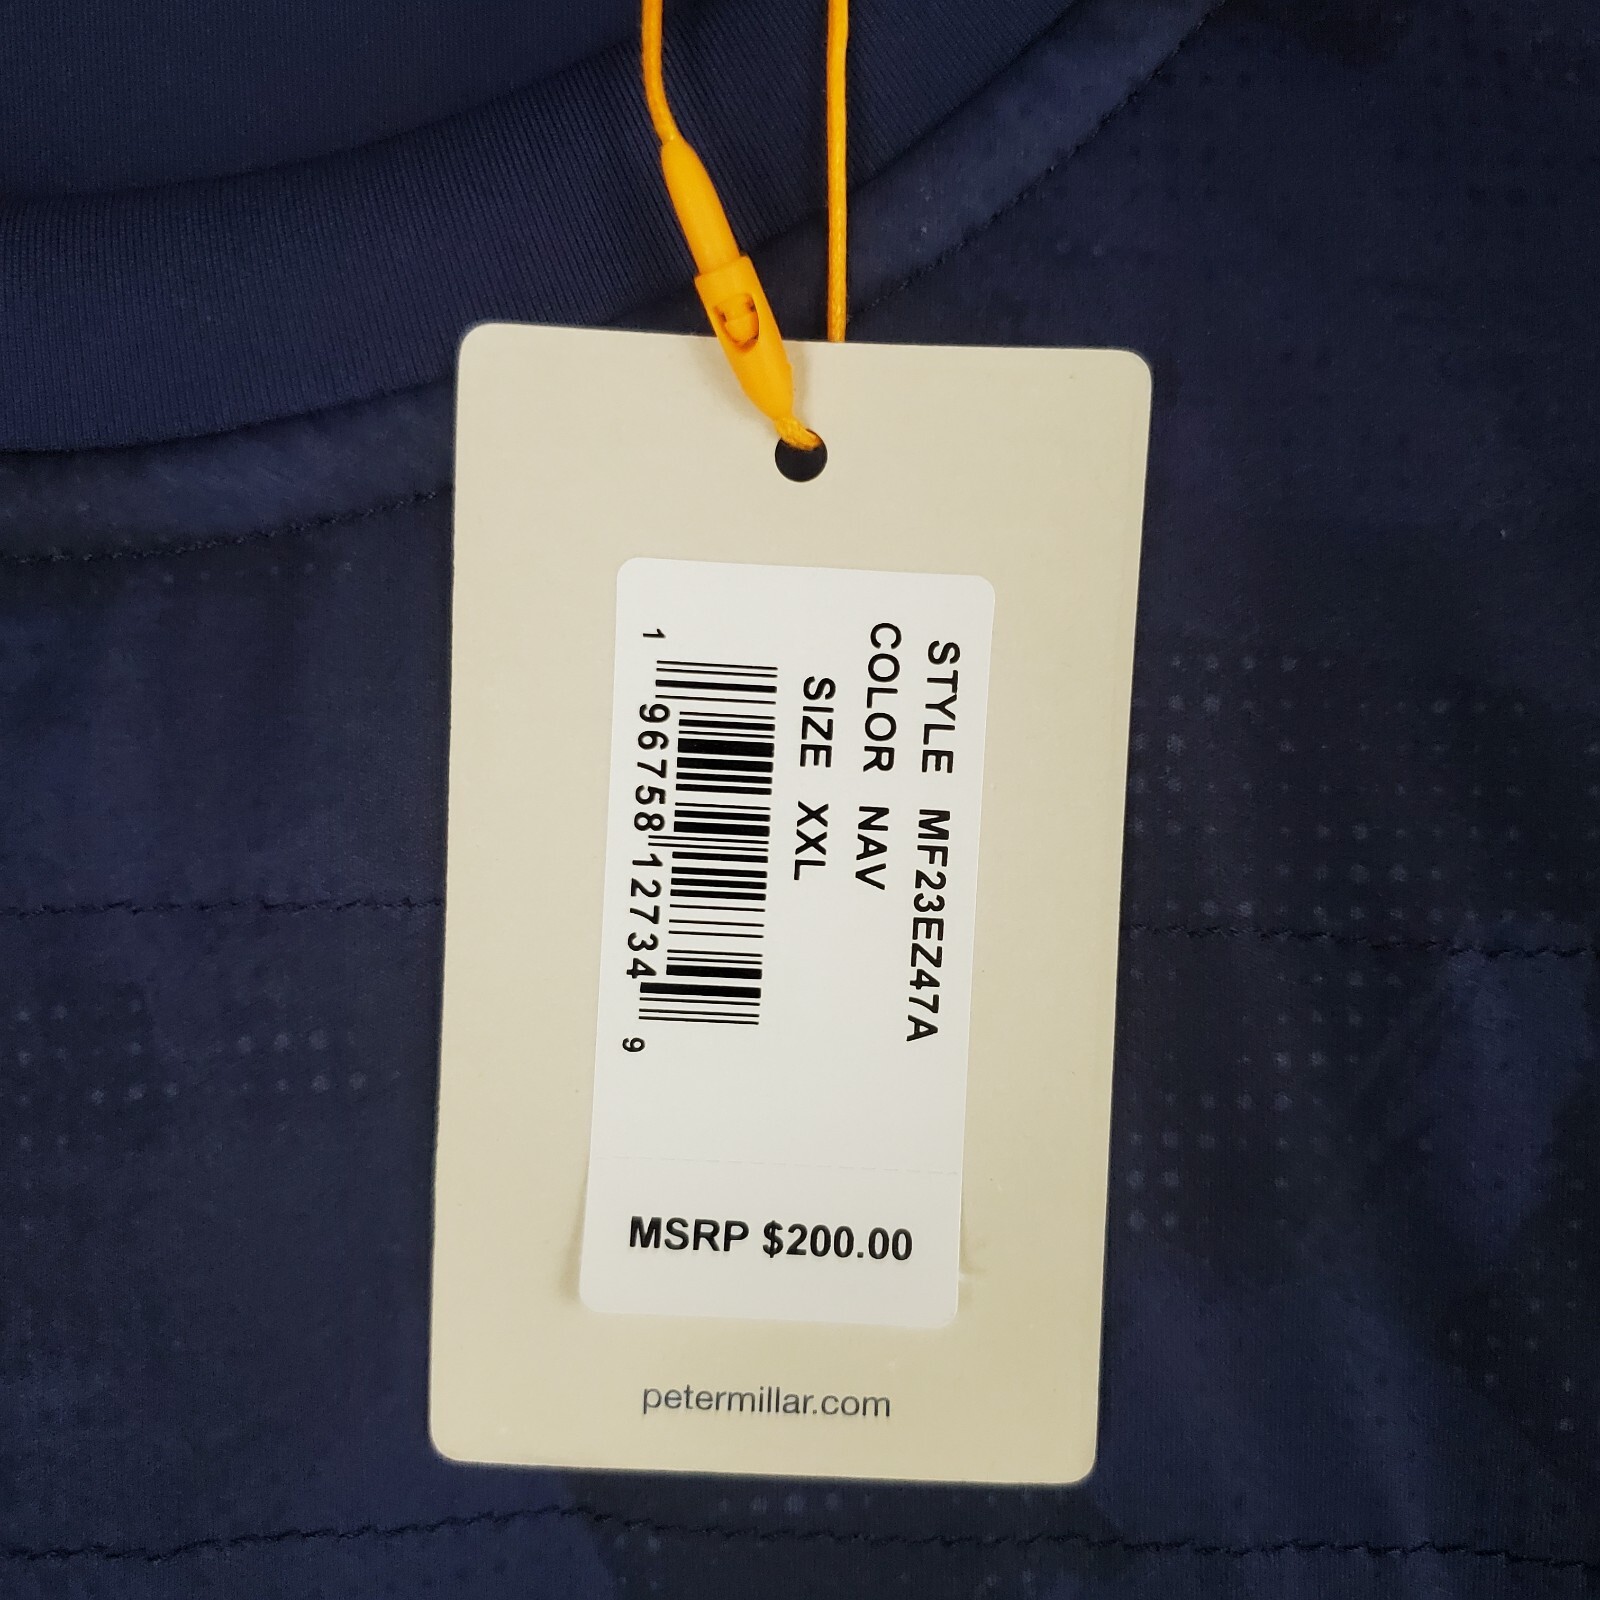 STYLE MF23EZ47A
COLOR NAV
SIZE XXL
1 96758 12734 9
MSRP $200.00
petermillar.com